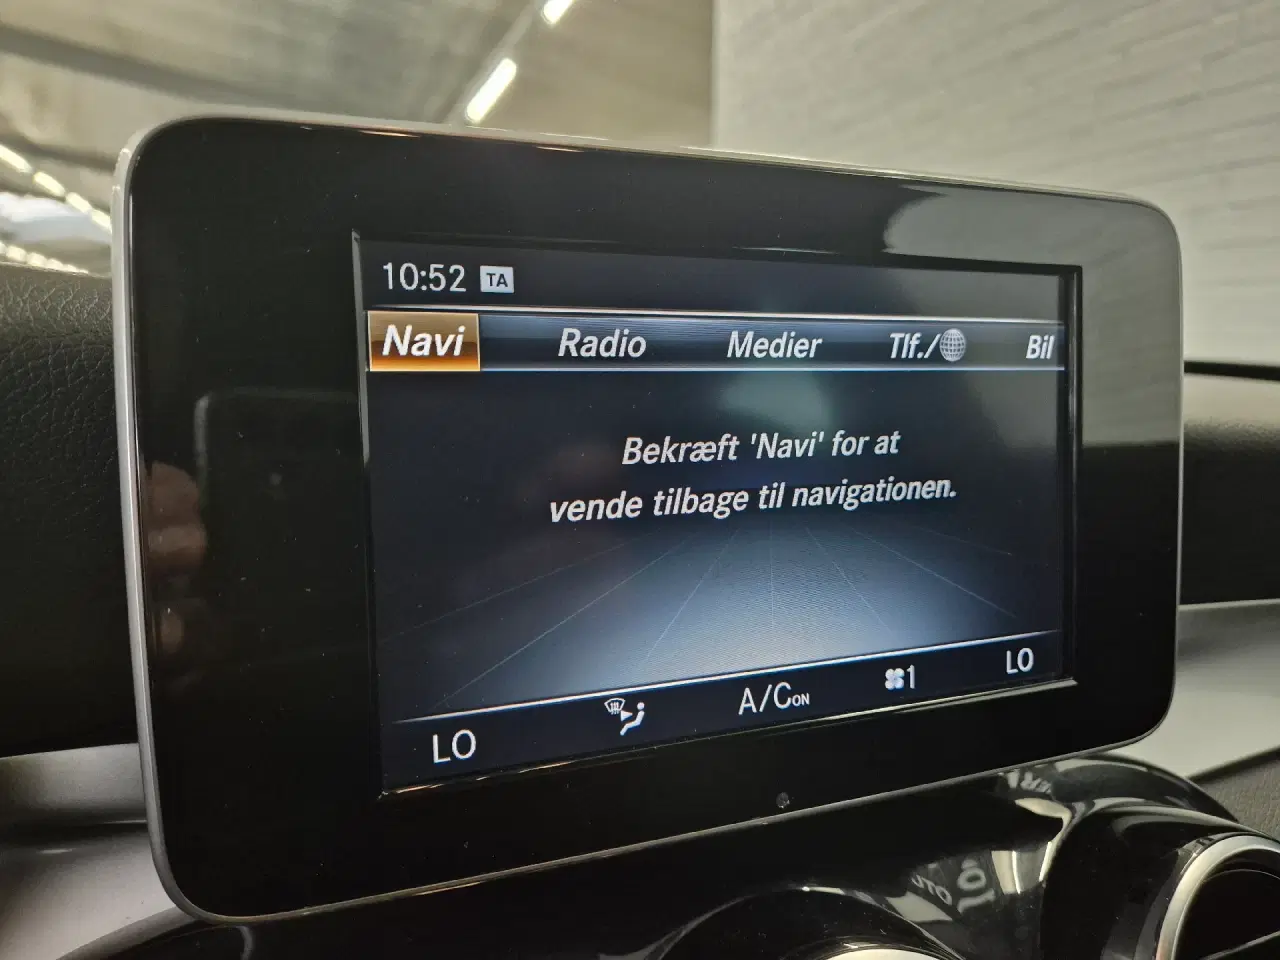 10:52 TA
Navi Radio Medier Tlf./ Bil
Bekræft 'Navi' for at
vende tilbage til navigationen.
LO A/C ON 1 LO